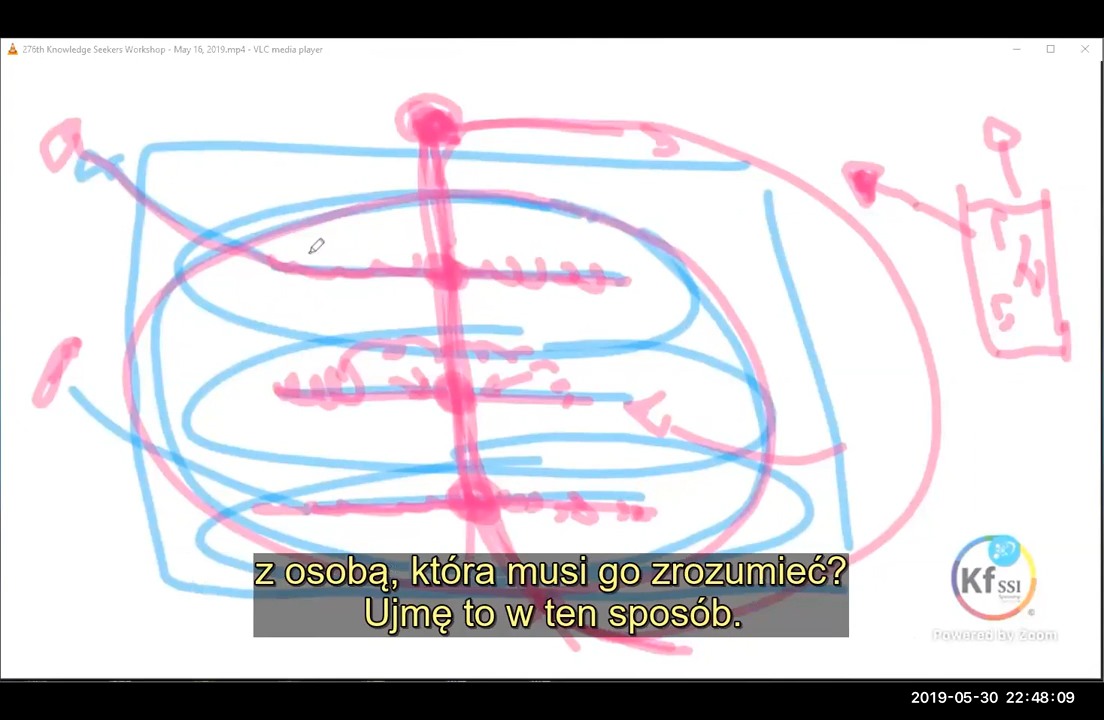 276th Knowledge Seekers Workshop - May 16, 2019.mp4 - VLC media player
z osobą, która musi go zrozumieć?
Ujmę to w ten sposób.
Kf SSI
Powered by Zoom
2019-05-30 22:48:09